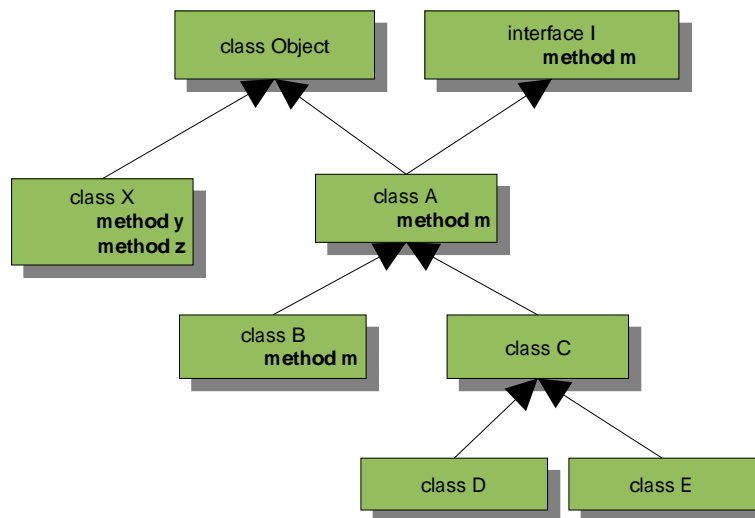 class Object
interface I
method m
class X
method y
method z
class A
method m
class B
method m
class C
class D
class E